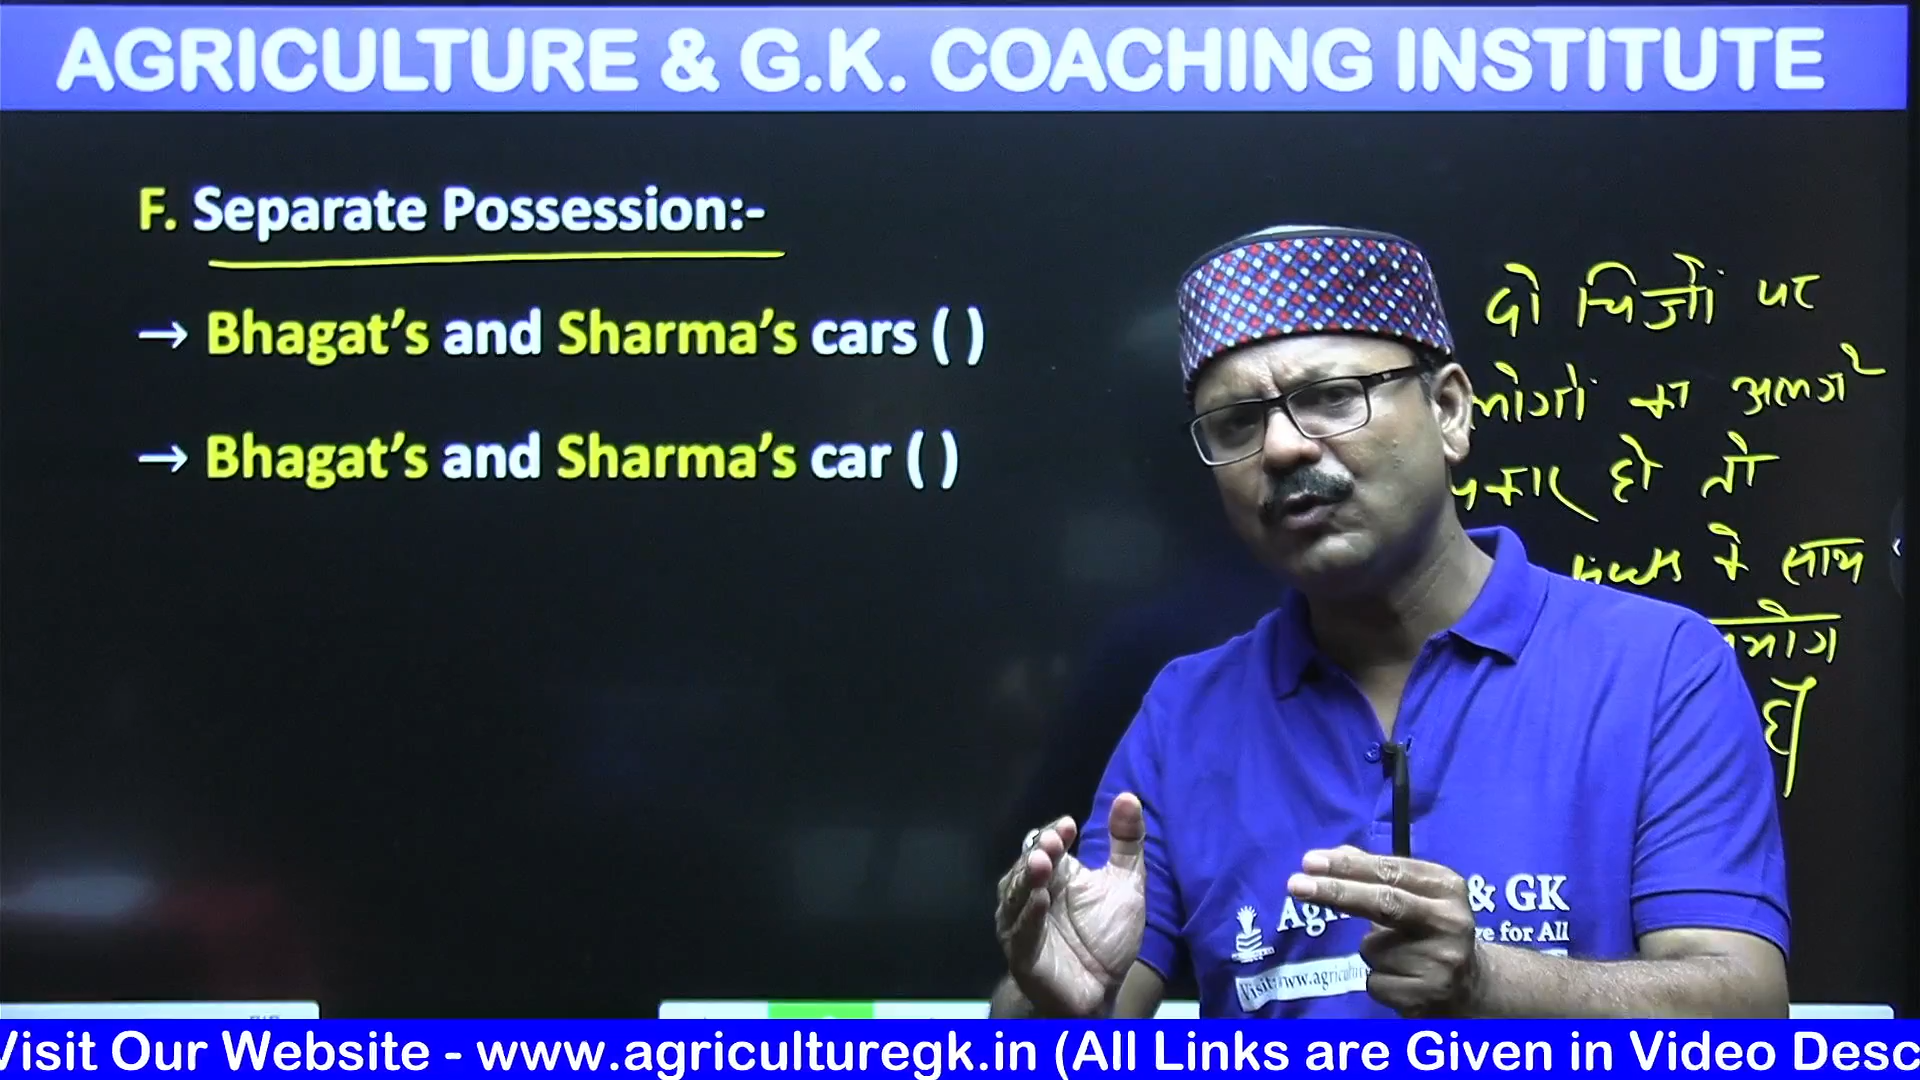 AGRICULTURE & G.K. COACHING INSTITUTE
F. Separate Possession:-
→ Bhagat’s and Sharma’s cars ( )
→ Bhagat’s and Sharma’s car ( )
दो चिजों पर
का अलग२
हो तो
के साथ
हो
& GK
for All
Visit Our Website - www.agriculturegk.in (All Links are Given in Video Desc